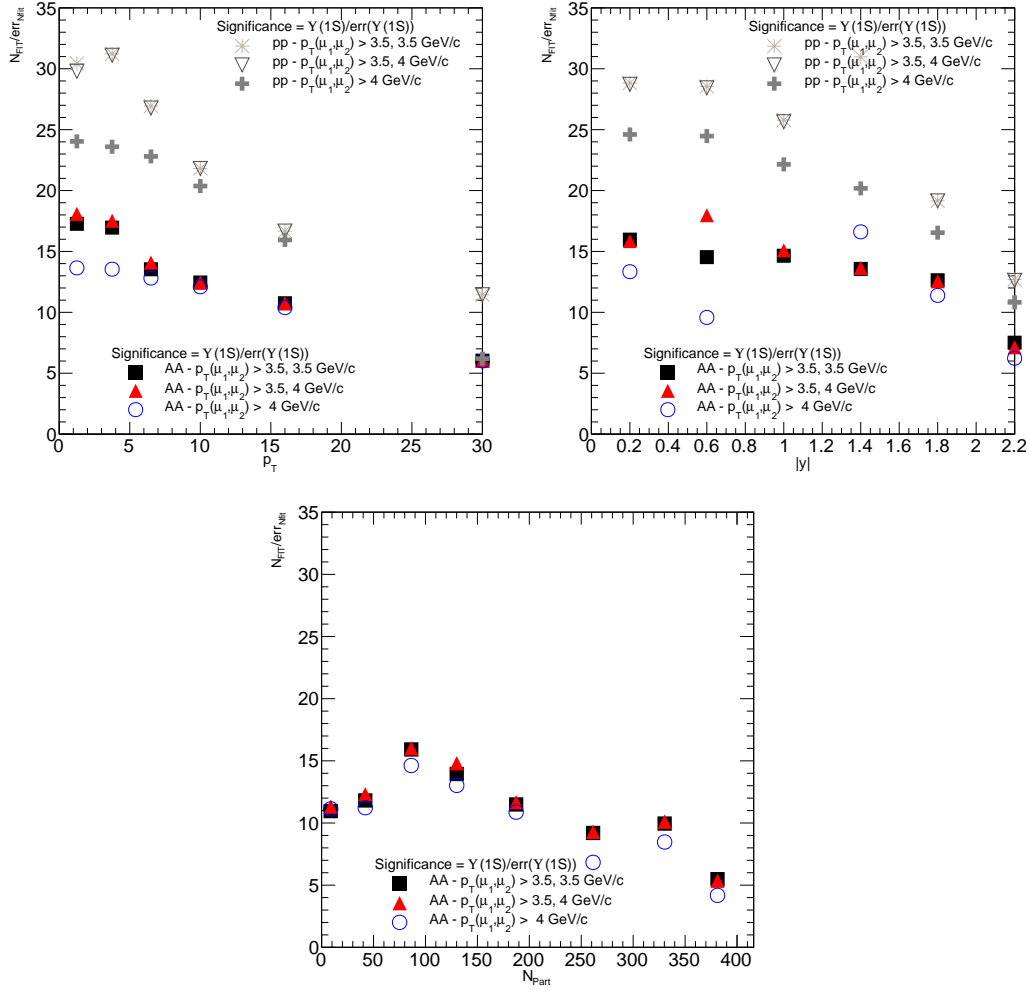 N_FIT/err_Nfit
35
30
25
20
15
10
5
0
Significance = ϒ(1S)/err(ϒ(1S))
pp - p_T(μ_1,μ_2) > 3.5, 3.5 GeV/c
pp - p_T(μ_1,μ_2) > 3.5, 4 GeV/c
pp - p_T(μ_1,μ_2) > 4 GeV/c
Significance = ϒ(1S)/err(ϒ(1S))
AA - p_T(μ_1,μ_2) > 3.5, 3.5 GeV/c
AA - p_T(μ_1,μ_2) > 3.5, 4 GeV/c
AA - p_T(μ_1,μ_2) > 4 GeV/c
0 5 10 15 20 25 30
p_T
N_FIT/err_Nfit
35
30
25
20
15
10
5
0
Significance = ϒ(1S)/err(ϒ(1S))
pp - p_T(μ_1,μ_2) > 3.5, 3.5 GeV/c
pp - p_T(μ_1,μ_2) > 3.5, 4 GeV/c
pp - p_T(μ_1,μ_2) > 4 GeV/c
Significance = ϒ(1S)/err(ϒ(1S))
AA - p_T(μ_1,μ_2) > 3.5, 3.5 GeV/c
AA - p_T(μ_1,μ_2) > 3.5, 4 GeV/c
AA - p_T(μ_1,μ_2) > 4 GeV/c
0 0.2 0.4 0.6 0.8 1 1.2 1.4 1.6 1.8 2 2.2
|y|
N_FIT/err_Nfit
35
30
25
20
15
10
5
0
Significance = ϒ(1S)/err(ϒ(1S))
AA - p_T(μ_1,μ_2) > 3.5, 3.5 GeV/c
AA - p_T(μ_1,μ_2) > 3.5, 4 GeV/c
AA - p_T(μ_1,μ_2) > 4 GeV/c
0 50 100 150 200 250 300 350 400
N_Part